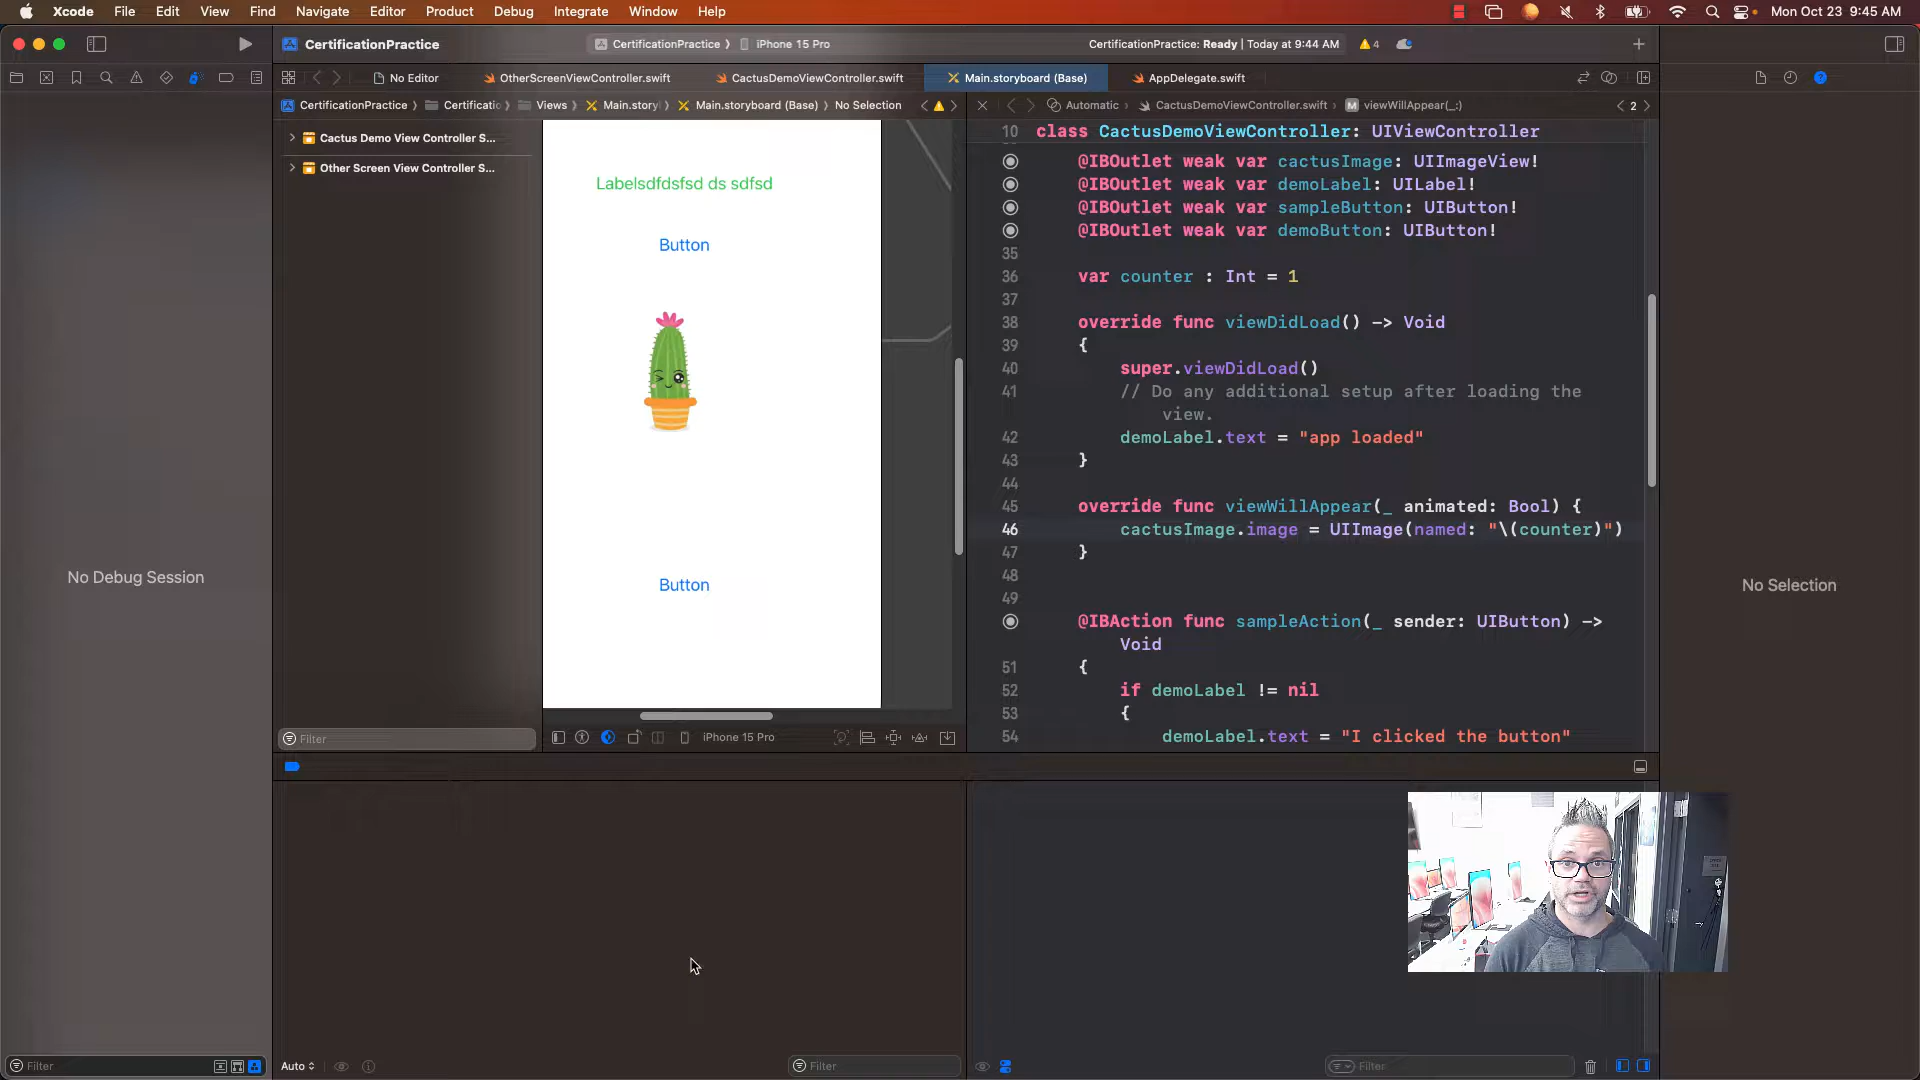 Xcode File Edit View Find Navigate Editor Product Debug Integrate Window Help Mon Oct 23 9:45 AM
CertificationPractice CertificationPractice iPhone 15 Pro CertificationPractice: Ready | Today at 9:44 AM 4
No Editor OtherScreenViewController.swift CactusDemoViewController.swift Main.storyboard (Base) AppDelegate.swift
CertificationPractice Certificatic Views Main.story Main.storyboard (Base) No Selection Automatic CactusDemoViewController.swift M viewWillAppear(_:) 2
Cactus Demo View Controller S...
Other Screen View Controller S...
Labelsdfdsfsd ds sdfsd
Button
Button
10 class CactusDemoViewController: UIViewController
@IBOutlet weak var cactusImage: UIImageView!
@IBOutlet weak var demoLabel: UILabel!
@IBOutlet weak var sampleButton: UIButton!
@IBOutlet weak var demoButton: UIButton!
35
36 var counter : Int = 1
37
38 override func viewDidLoad() -> Void
39 {
40 super.viewDidLoad()
41 // Do any additional setup after loading the
view.
42 demoLabel.text = "app loaded"
43 }
44
45 override func viewWillAppear(_ animated: Bool) {
46 cactusImage.image = UIImage(named: "\(counter)")
47 }
48
49
@IBAction func sampleAction(_ sender: UIButton) ->
Void
51 {
52 if demoLabel != nil
53 {
54 demoLabel.text = "I clicked the button"
No Debug Session
No Selection
Filter
iPhone 15 Pro
Filter
Auto
Filter
Filter